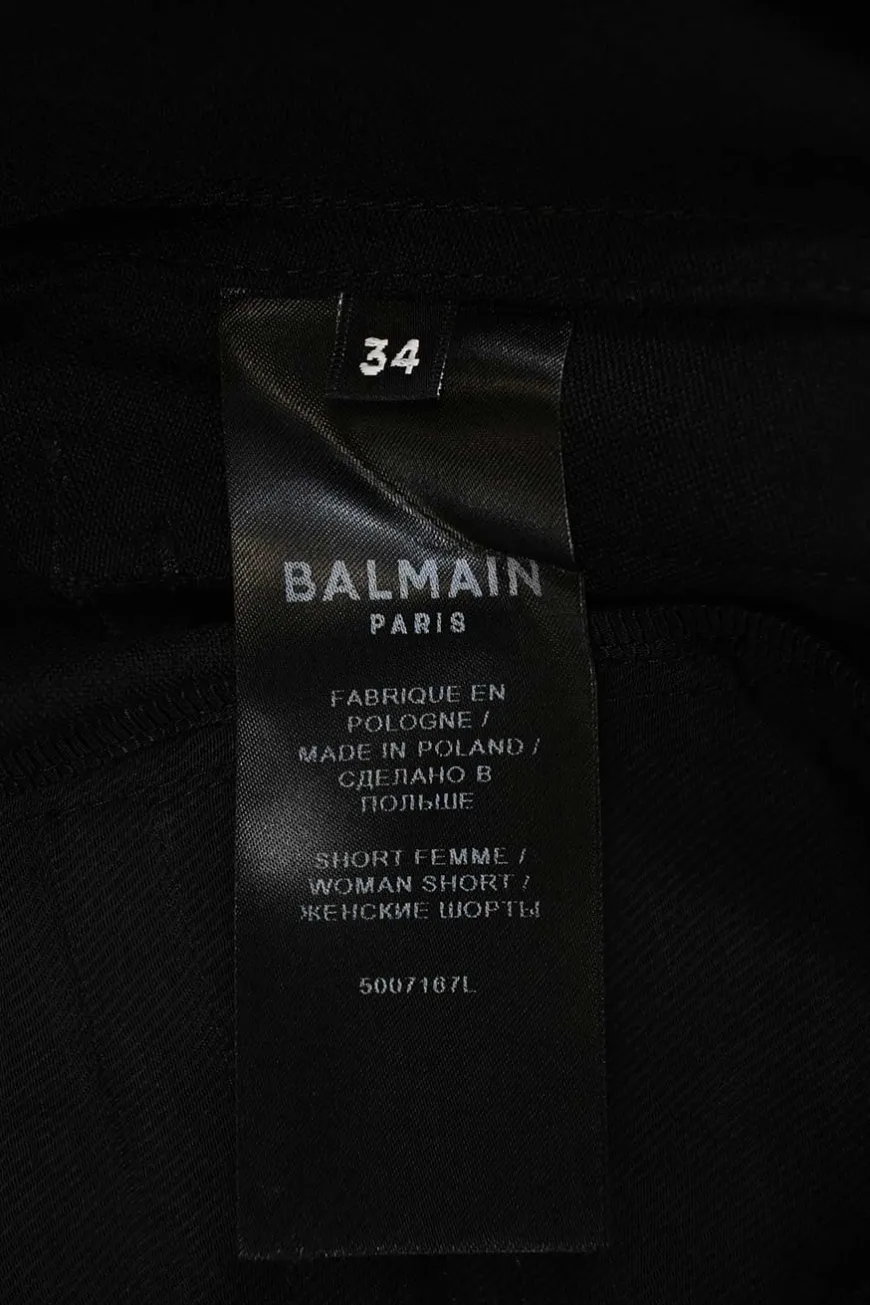 34
BALMAIN
PARIS
FABRIQUE EN
POLOGNE /
MADE IN POLAND /
СДЕЛАНО В
ПОЛЬШЕ
SHORT FEMME /
WOMAN SHORT /
ЖЕНСКИЕ ШОРТЫ
5007167L